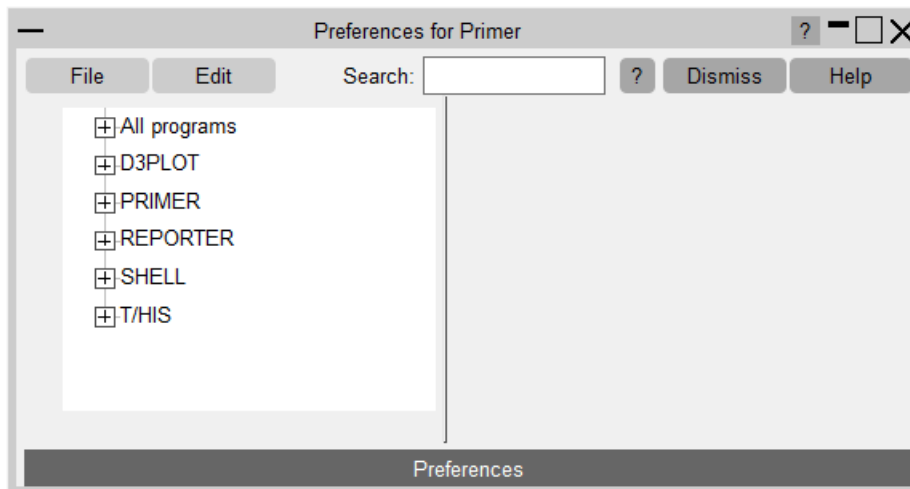 Preferences for Primer ?
File Edit Search: ? Dismiss Help
All programs
D3PLOT
PRIMER
REPORTER
SHELL
T/HIS
Preferences